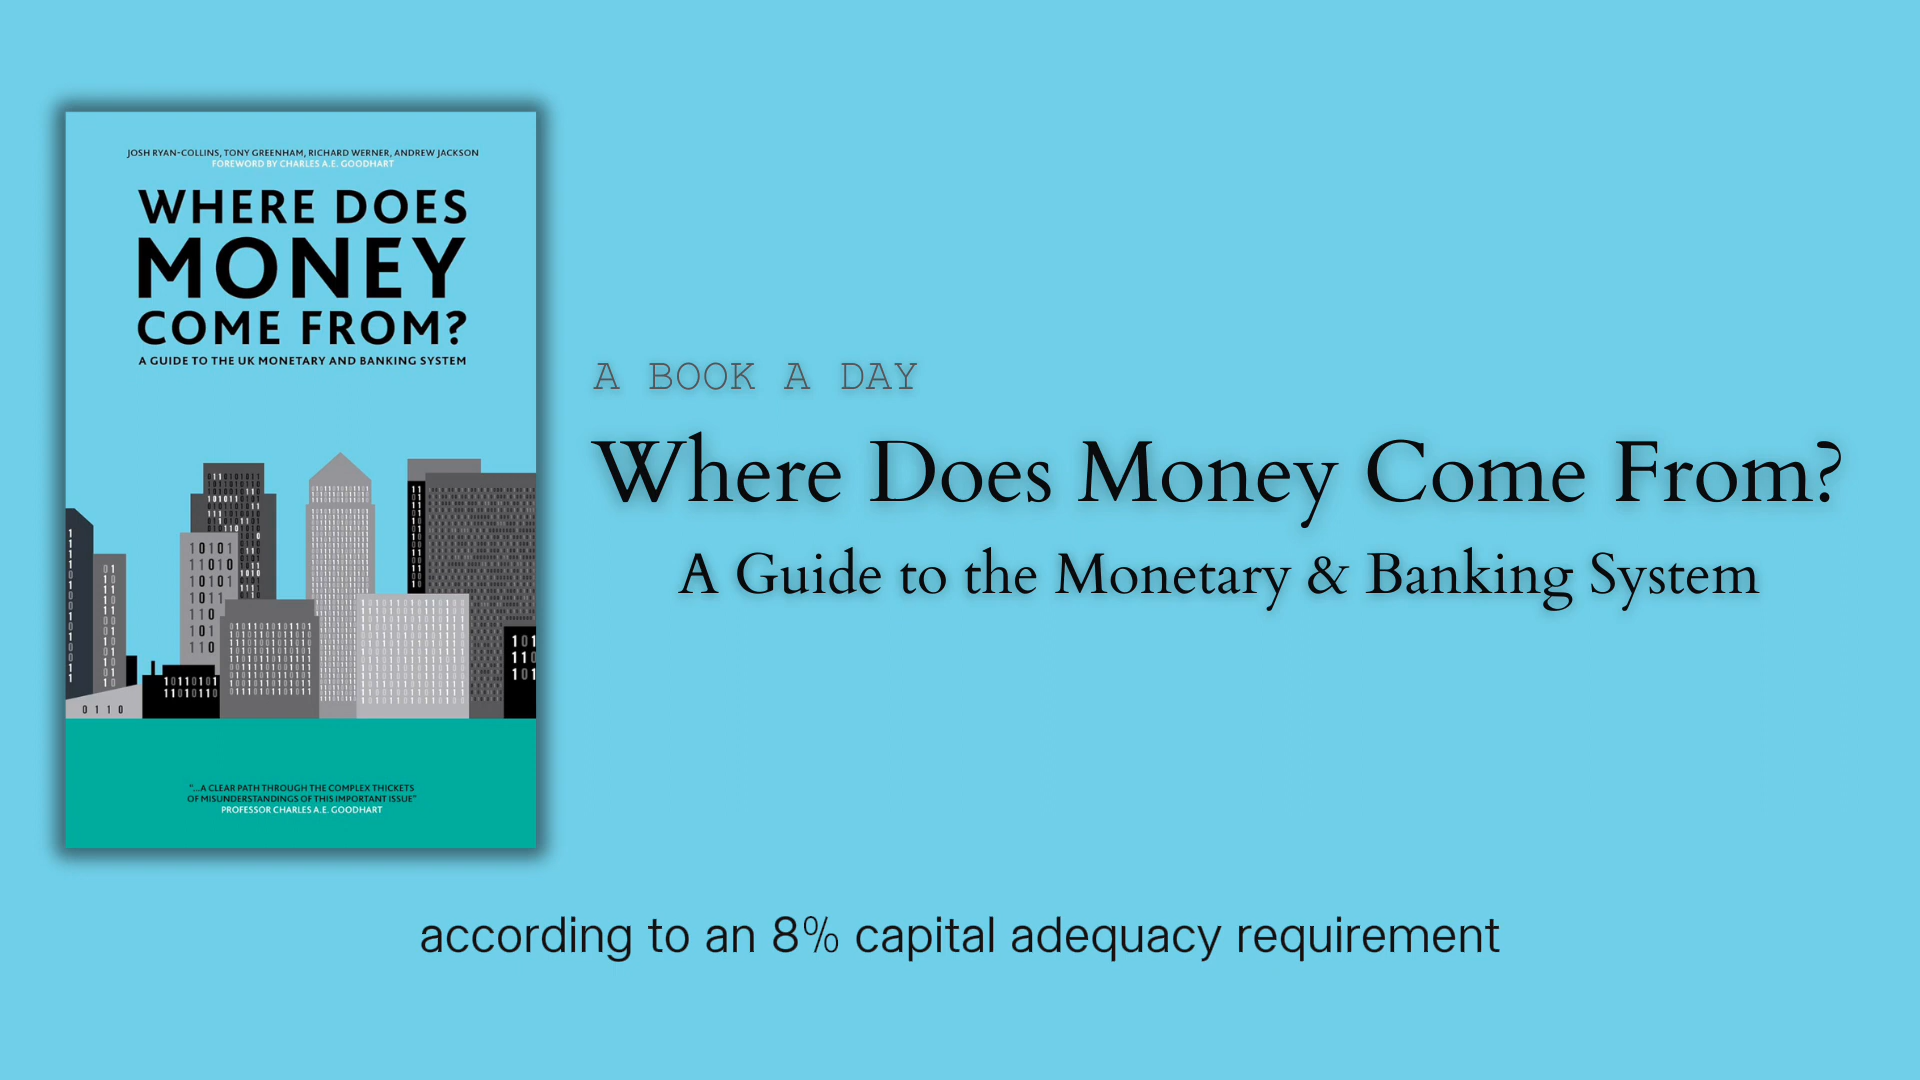 JOSH RYAN-COLLINS, TONY GREENHAM, RICHARD WERNER, ANDREW JACKSON
FOREWORD BY CHARLES A.E. GOODHART
WHERE DOES
MONEY
COME FROM?
A GUIDE TO THE UK MONETARY AND BANKING SYSTEM
"...A CLEAR PATH THROUGH THE COMPLEX THICKETS
OF MISUNDERSTANDINGS OF THIS IMPORTANT ISSUE"
PROFESSOR CHARLES A.E. GOODHART
A BOOK A DAY
Where Does Money Come From?
A Guide to the Monetary & Banking System
according to an 8% capital adequacy requirement